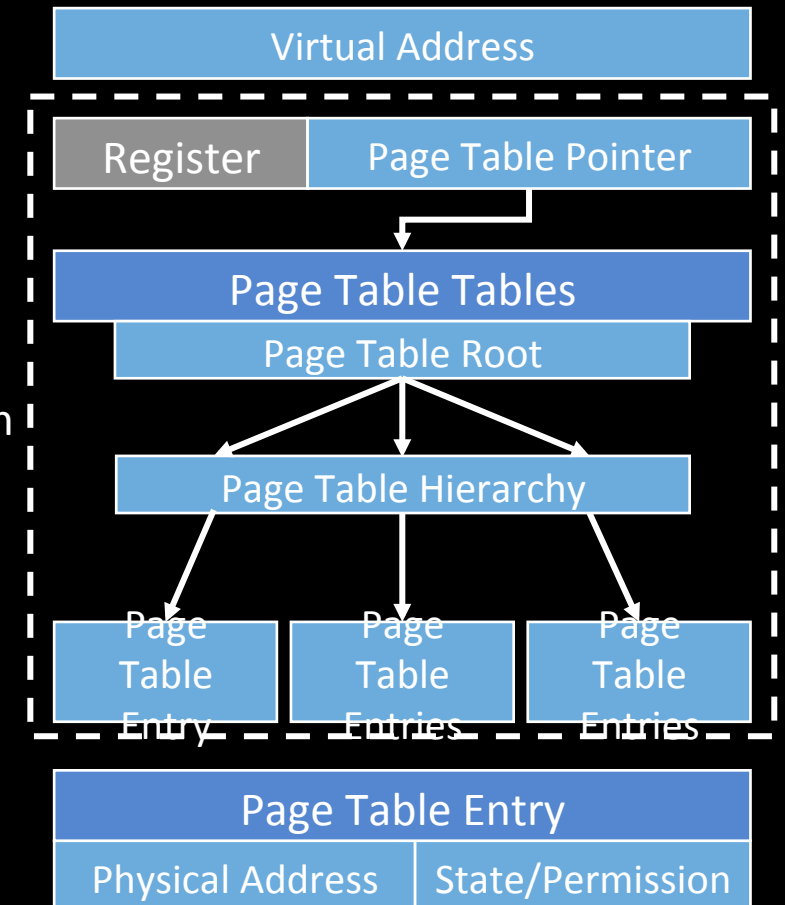 Virtual Address
Register
Page Table Pointer
Page Table Tables
Page Table Root
n
Page Table Hierarchy
Page
Table
Entry
Page
Table
Entries
Page
Table
Entries
Page Table Entry
Physical Address
State/Permission